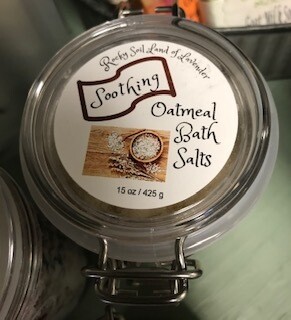 Rocky Soil Land of Lavender
Soothing
Oatmeal
Bath
Salts
15 oz / 425 g